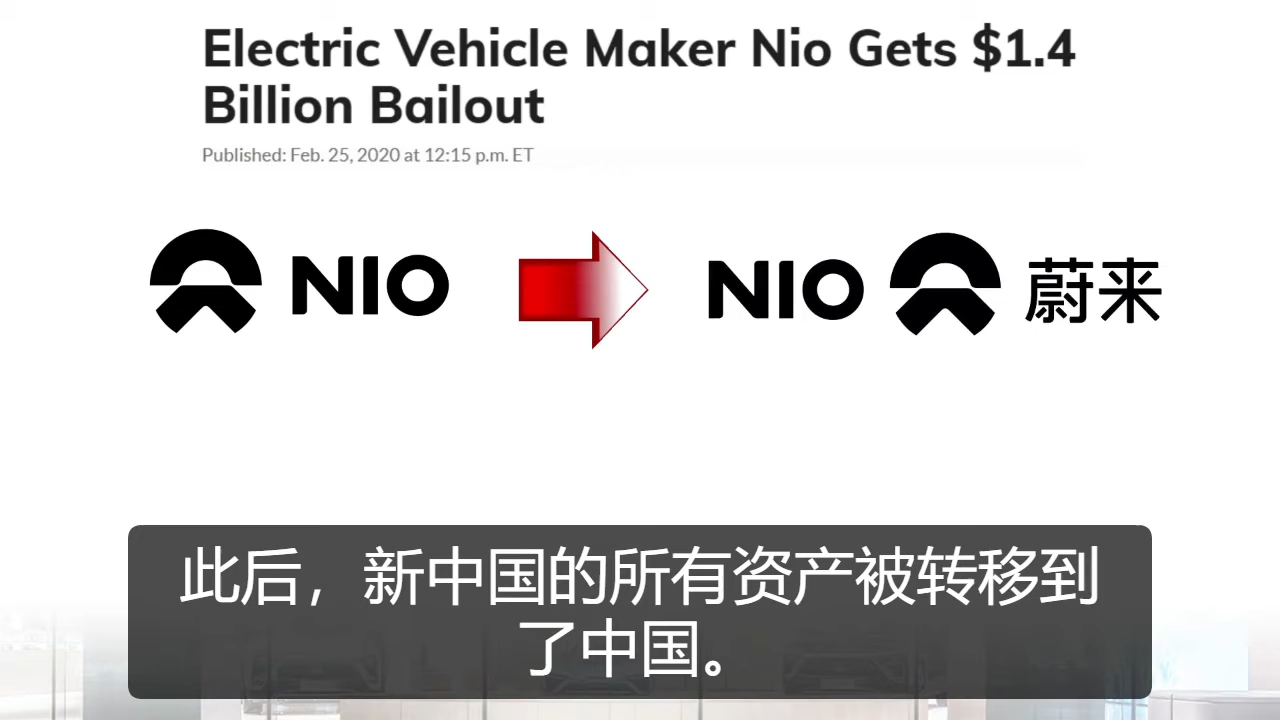 Electric Vehicle Maker Nio Gets $1.4
Billion Bailout
Published: Feb. 25, 2020 at 12:15 p.m. ET
NIO NIO 蔚来
此后，新中国的所有资产被转移到
了中国。